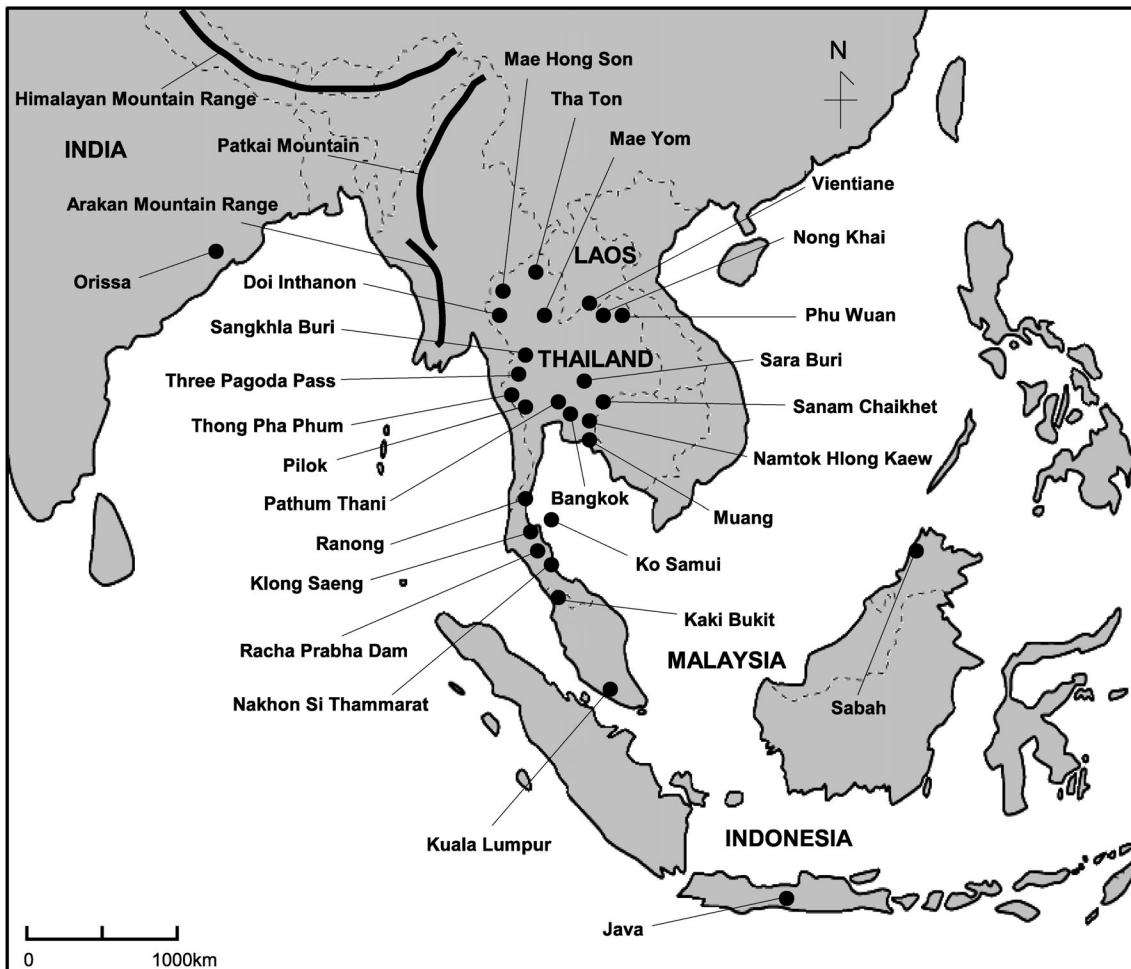 N
Mae Hong Son
Himalayan Mountain Range
Tha Ton
INDIA
Patkai Mountain
Mae Yom
Vientiane
Arakan Mountain Range
Nong Khai
LAOS
Orissa
Doi Inthanon
Phu Wuan
Sangkhla Buri
THAILAND
Sara Buri
Three Pagoda Pass
Sanam Chaikhet
Thong Pha Phum
Namtok Hlong Kaew
Pilok
Pathum Thani
Bangkok
Muang
Ranong
Ko Samui
Klong Saeng
Kaki Bukit
Racha Prabha Dam
MALAYSIA
Nakhon Si Thammarat
Sabah
Kuala Lumpur
INDONESIA
Java
0 1000km